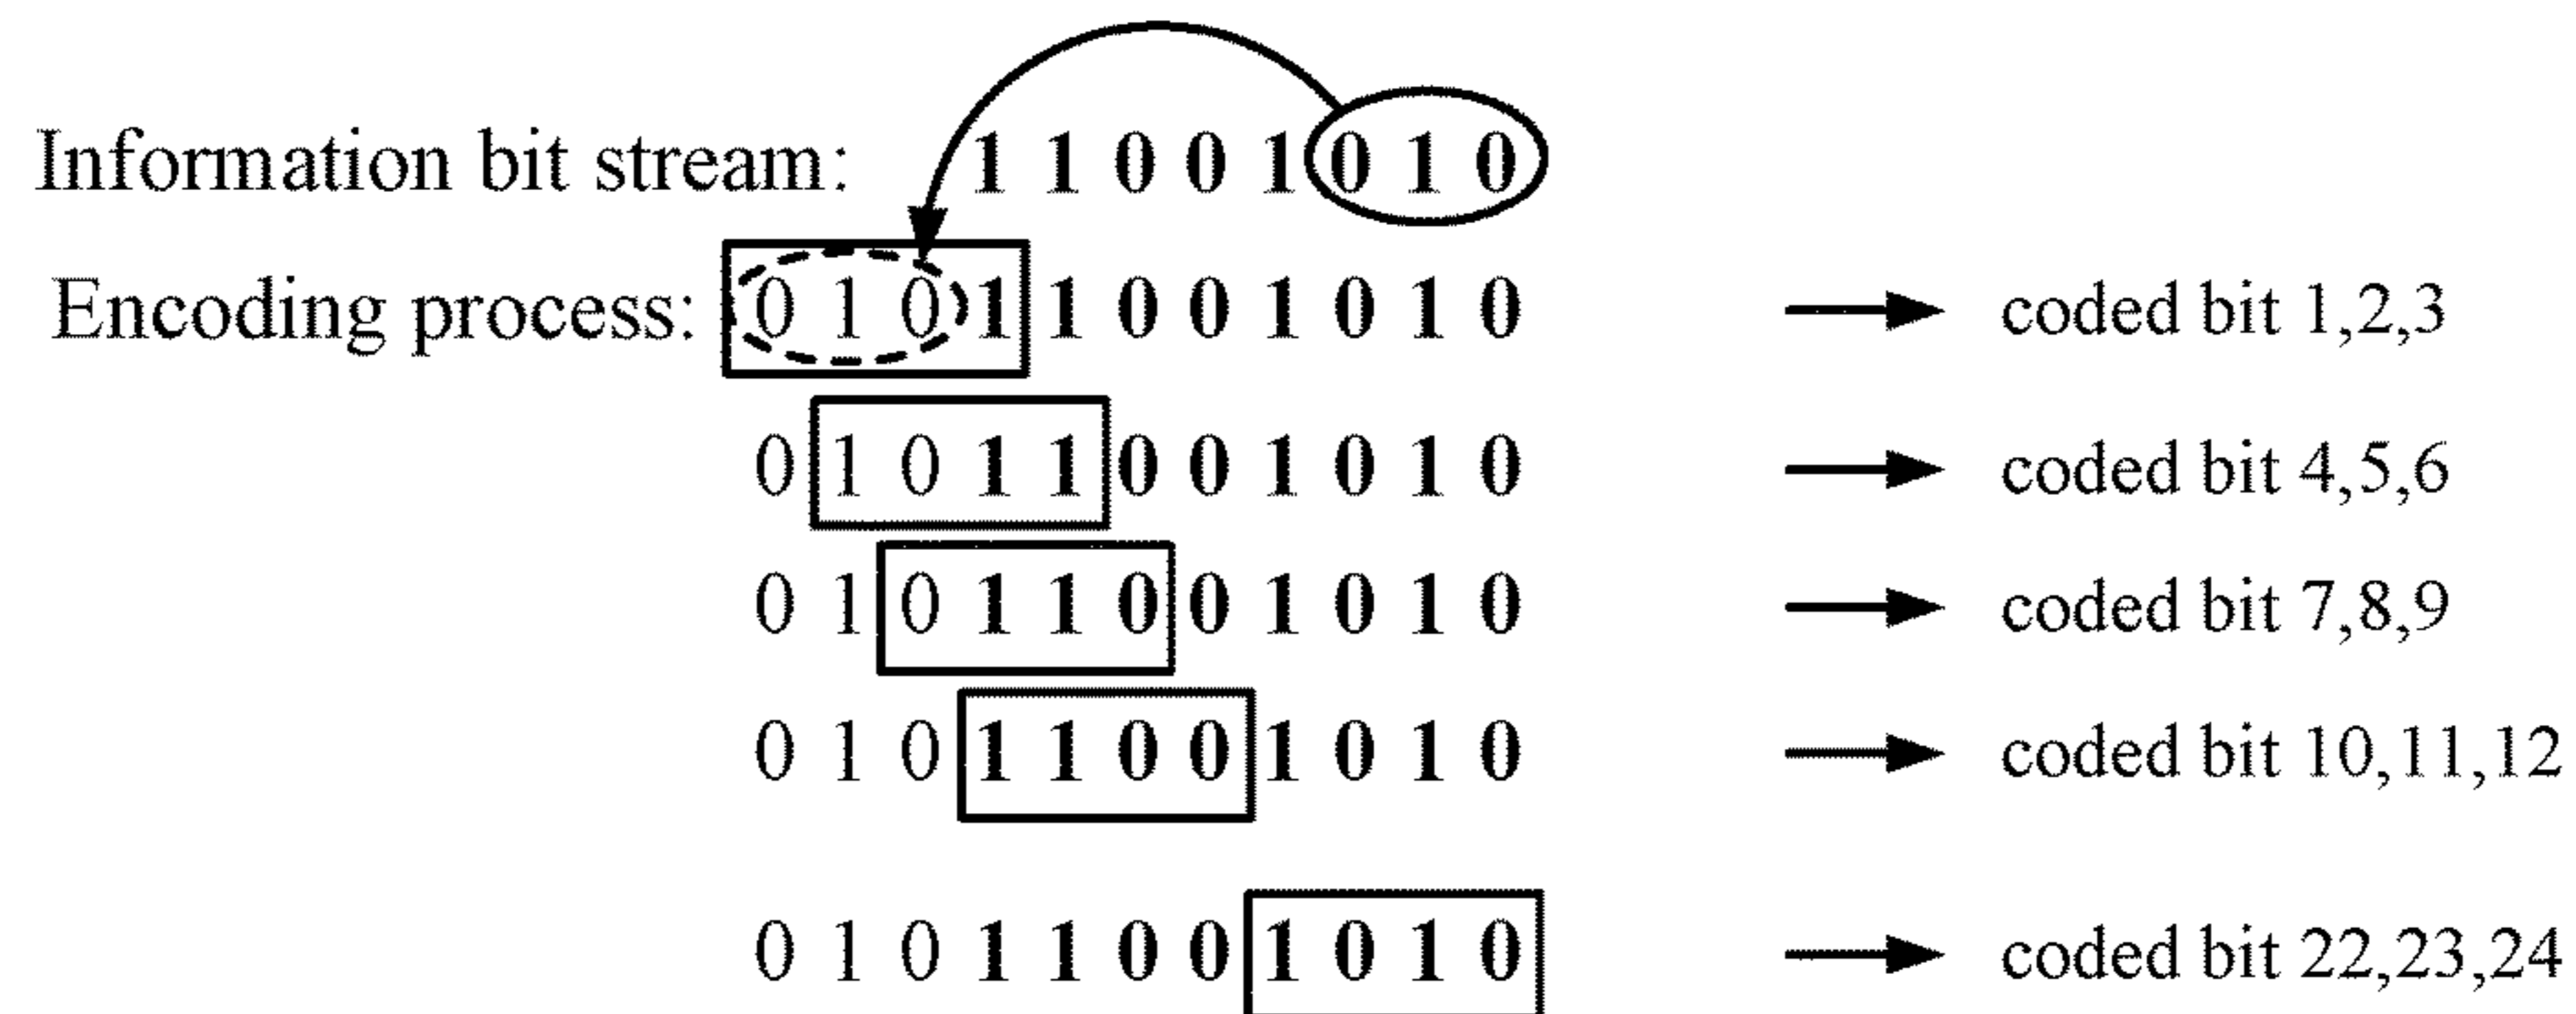 Information bit stream: 1 1 0 0 1 0 1 0
Encoding process: 0 1 0 1 1 0 0 1 0 1 0 coded bit 1,2,3
0 1 0 1 1 0 0 1 0 1 0 coded bit 4,5,6
0 1 0 1 1 0 0 1 0 1 0 coded bit 7,8,9
0 1 0 1 1 0 0 1 0 1 0 coded bit 10,11,12
0 1 0 1 1 0 0 1 0 1 0 coded bit 22,23,24